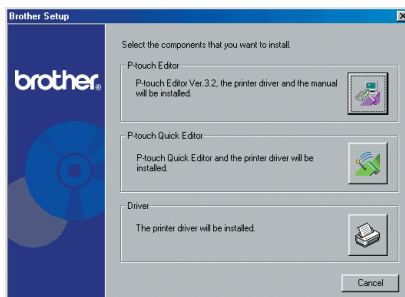 Brother Setup
Select the components that you want to install.
brother.
P-touch Editor
P-touch Editor Ver.3.2, the printer driver and the manual
will be installed.
P-touch Quick Editor
P-touch Quick Editor and the printer driver will be
installed.
Driver
The printer driver will be installed.
Cancel